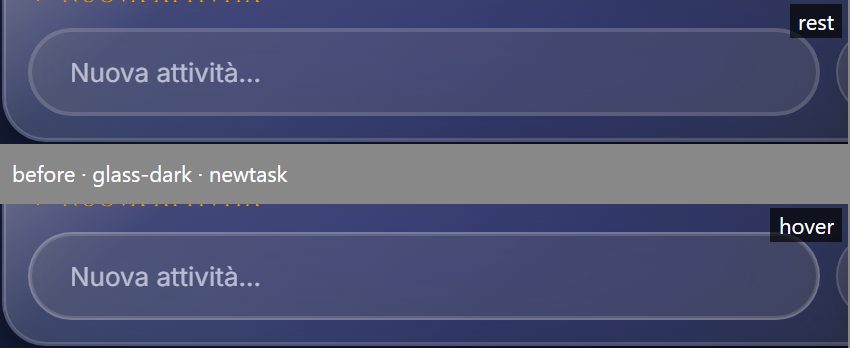 rest
Nuova attività...
before · glass-dark · newtask
hover
Nuova attività...